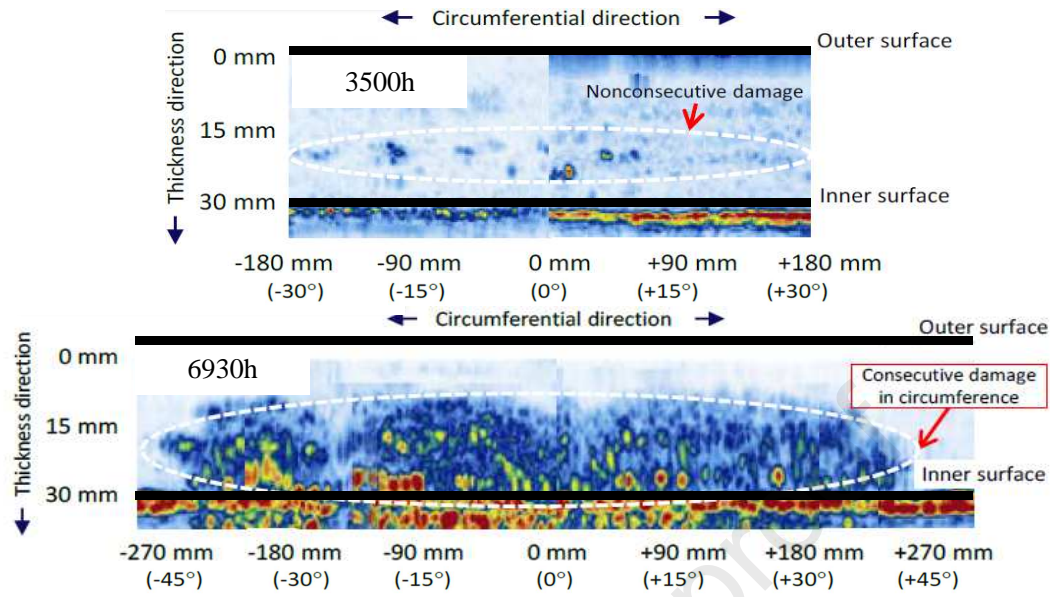 Circumferential direction
Outer surface
0 mm
3500h
Nonconsecutive damage
Thickness direction
15 mm
Inner surface
30 mm
-180 mm -90 mm 0 mm +90 mm +180 mm
(-30°) (-15°) (0°) (+15°) (+30°)
Circumferential direction
Outer surface
0 mm
6930h
Consecutive damage
in circumference
Thickness direction
15 mm
Inner surface
30 mm
-270 mm -180 mm -90 mm 0 mm +90 mm +180 mm +270 mm
(-45°) (-30°) (-15°) (0°) (+15°) (+30°) (+45°)